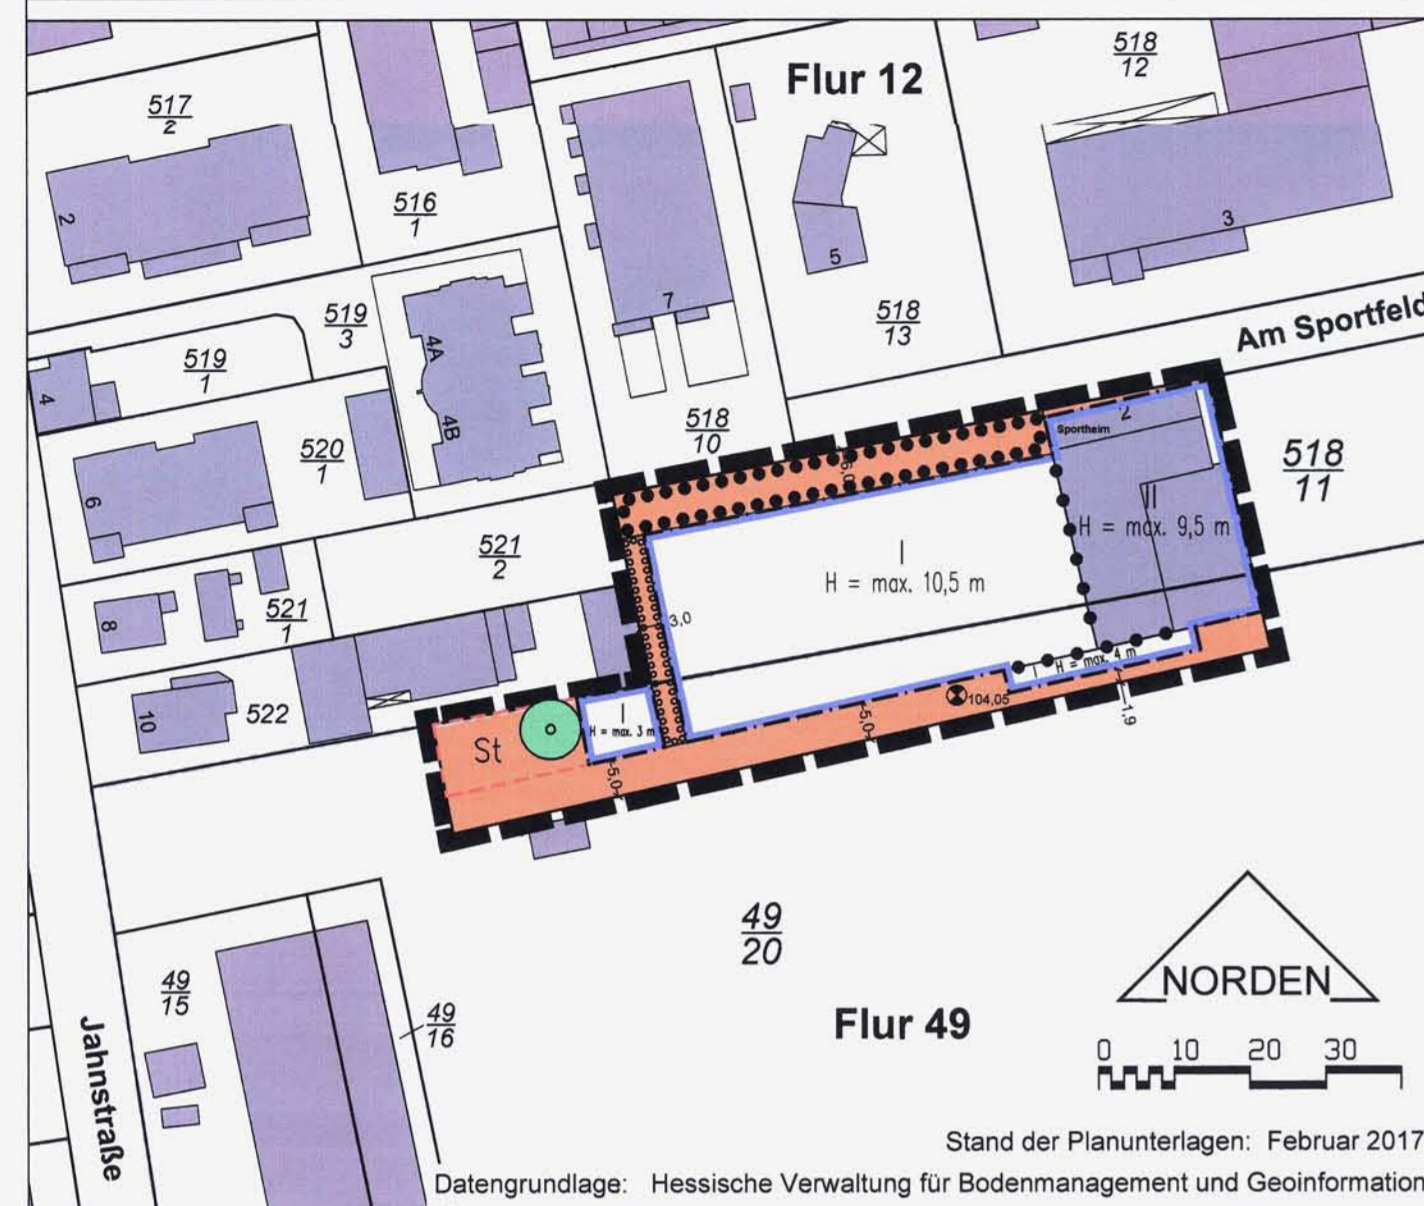 517
2
Flur 12
518
12
516
1
2
3
5
7
519
3
518
13
Am Sportfeld
519
1
4A
4
4B
518
10
2
Sportheim
520
1
518
11
6
6,0
II
H = max. 9,5 m
521
2
I
H = max. 10,5 m
521
1
8
3,0
H = max. 4 m
I
10
522
I
H = max. 3 m
104,05
1,9
St
5,0
5,0
49
20
NORDEN
49
15
49
16
Flur 49
0 10 20 30
Jahnstraße
Stand der Planunterlagen: Februar 2017
Datengrundlage: Hessische Verwaltung für Bodenmanagement und Geoinformation